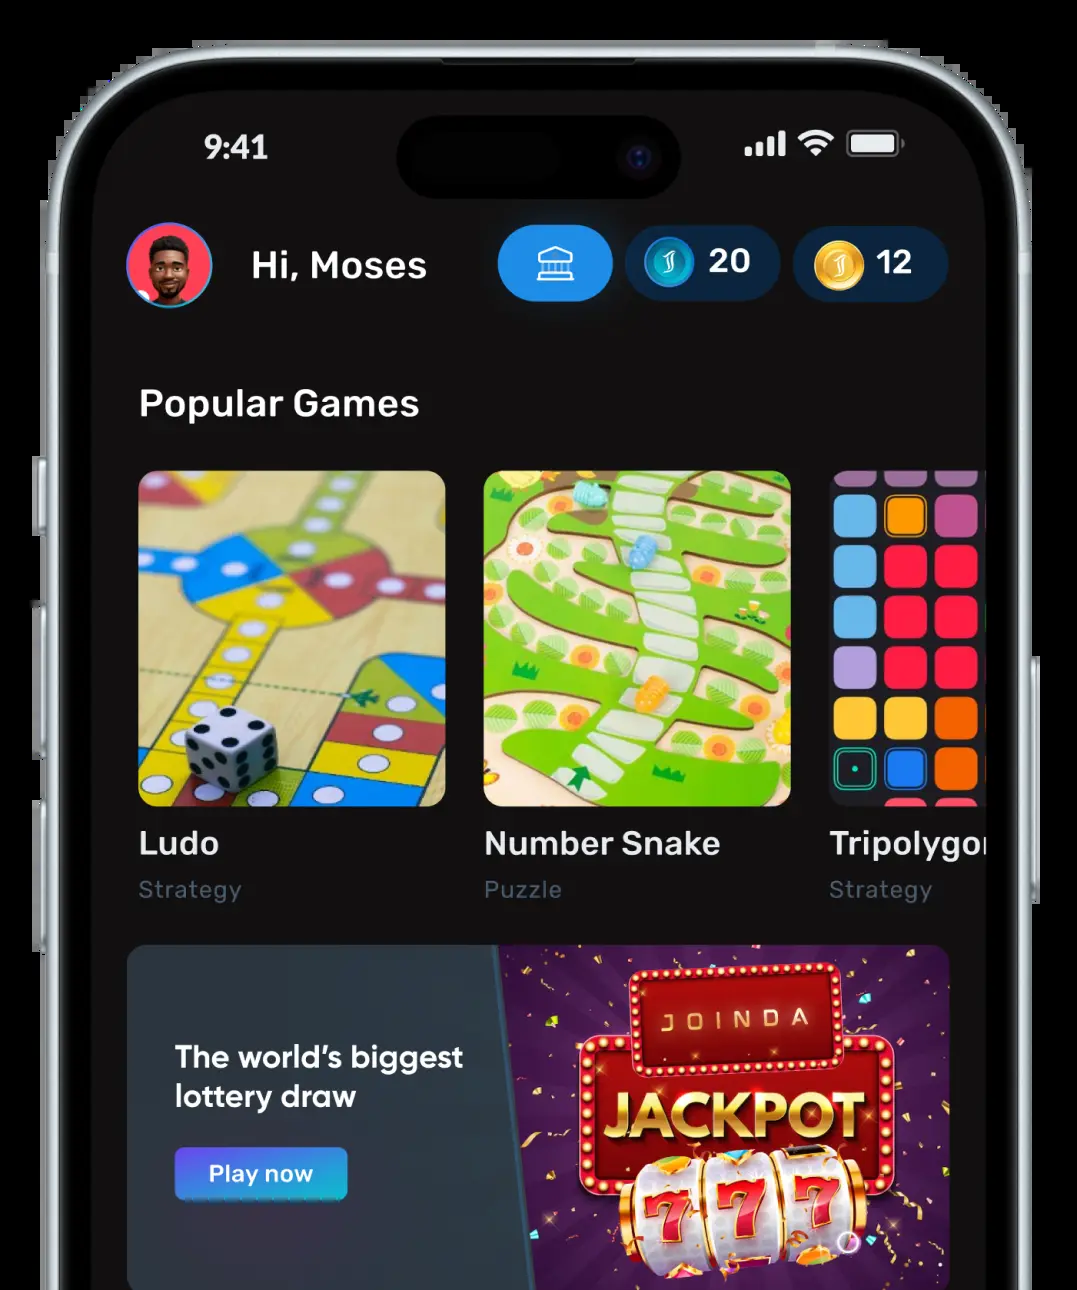 9:41
Hi, Moses
20
12
Popular Games
Ludo
Number Snake
Tripolygon
Strategy
Puzzle
Strategy
The world's biggest
lottery draw
Play now
JOINDA
JACKPOT
777